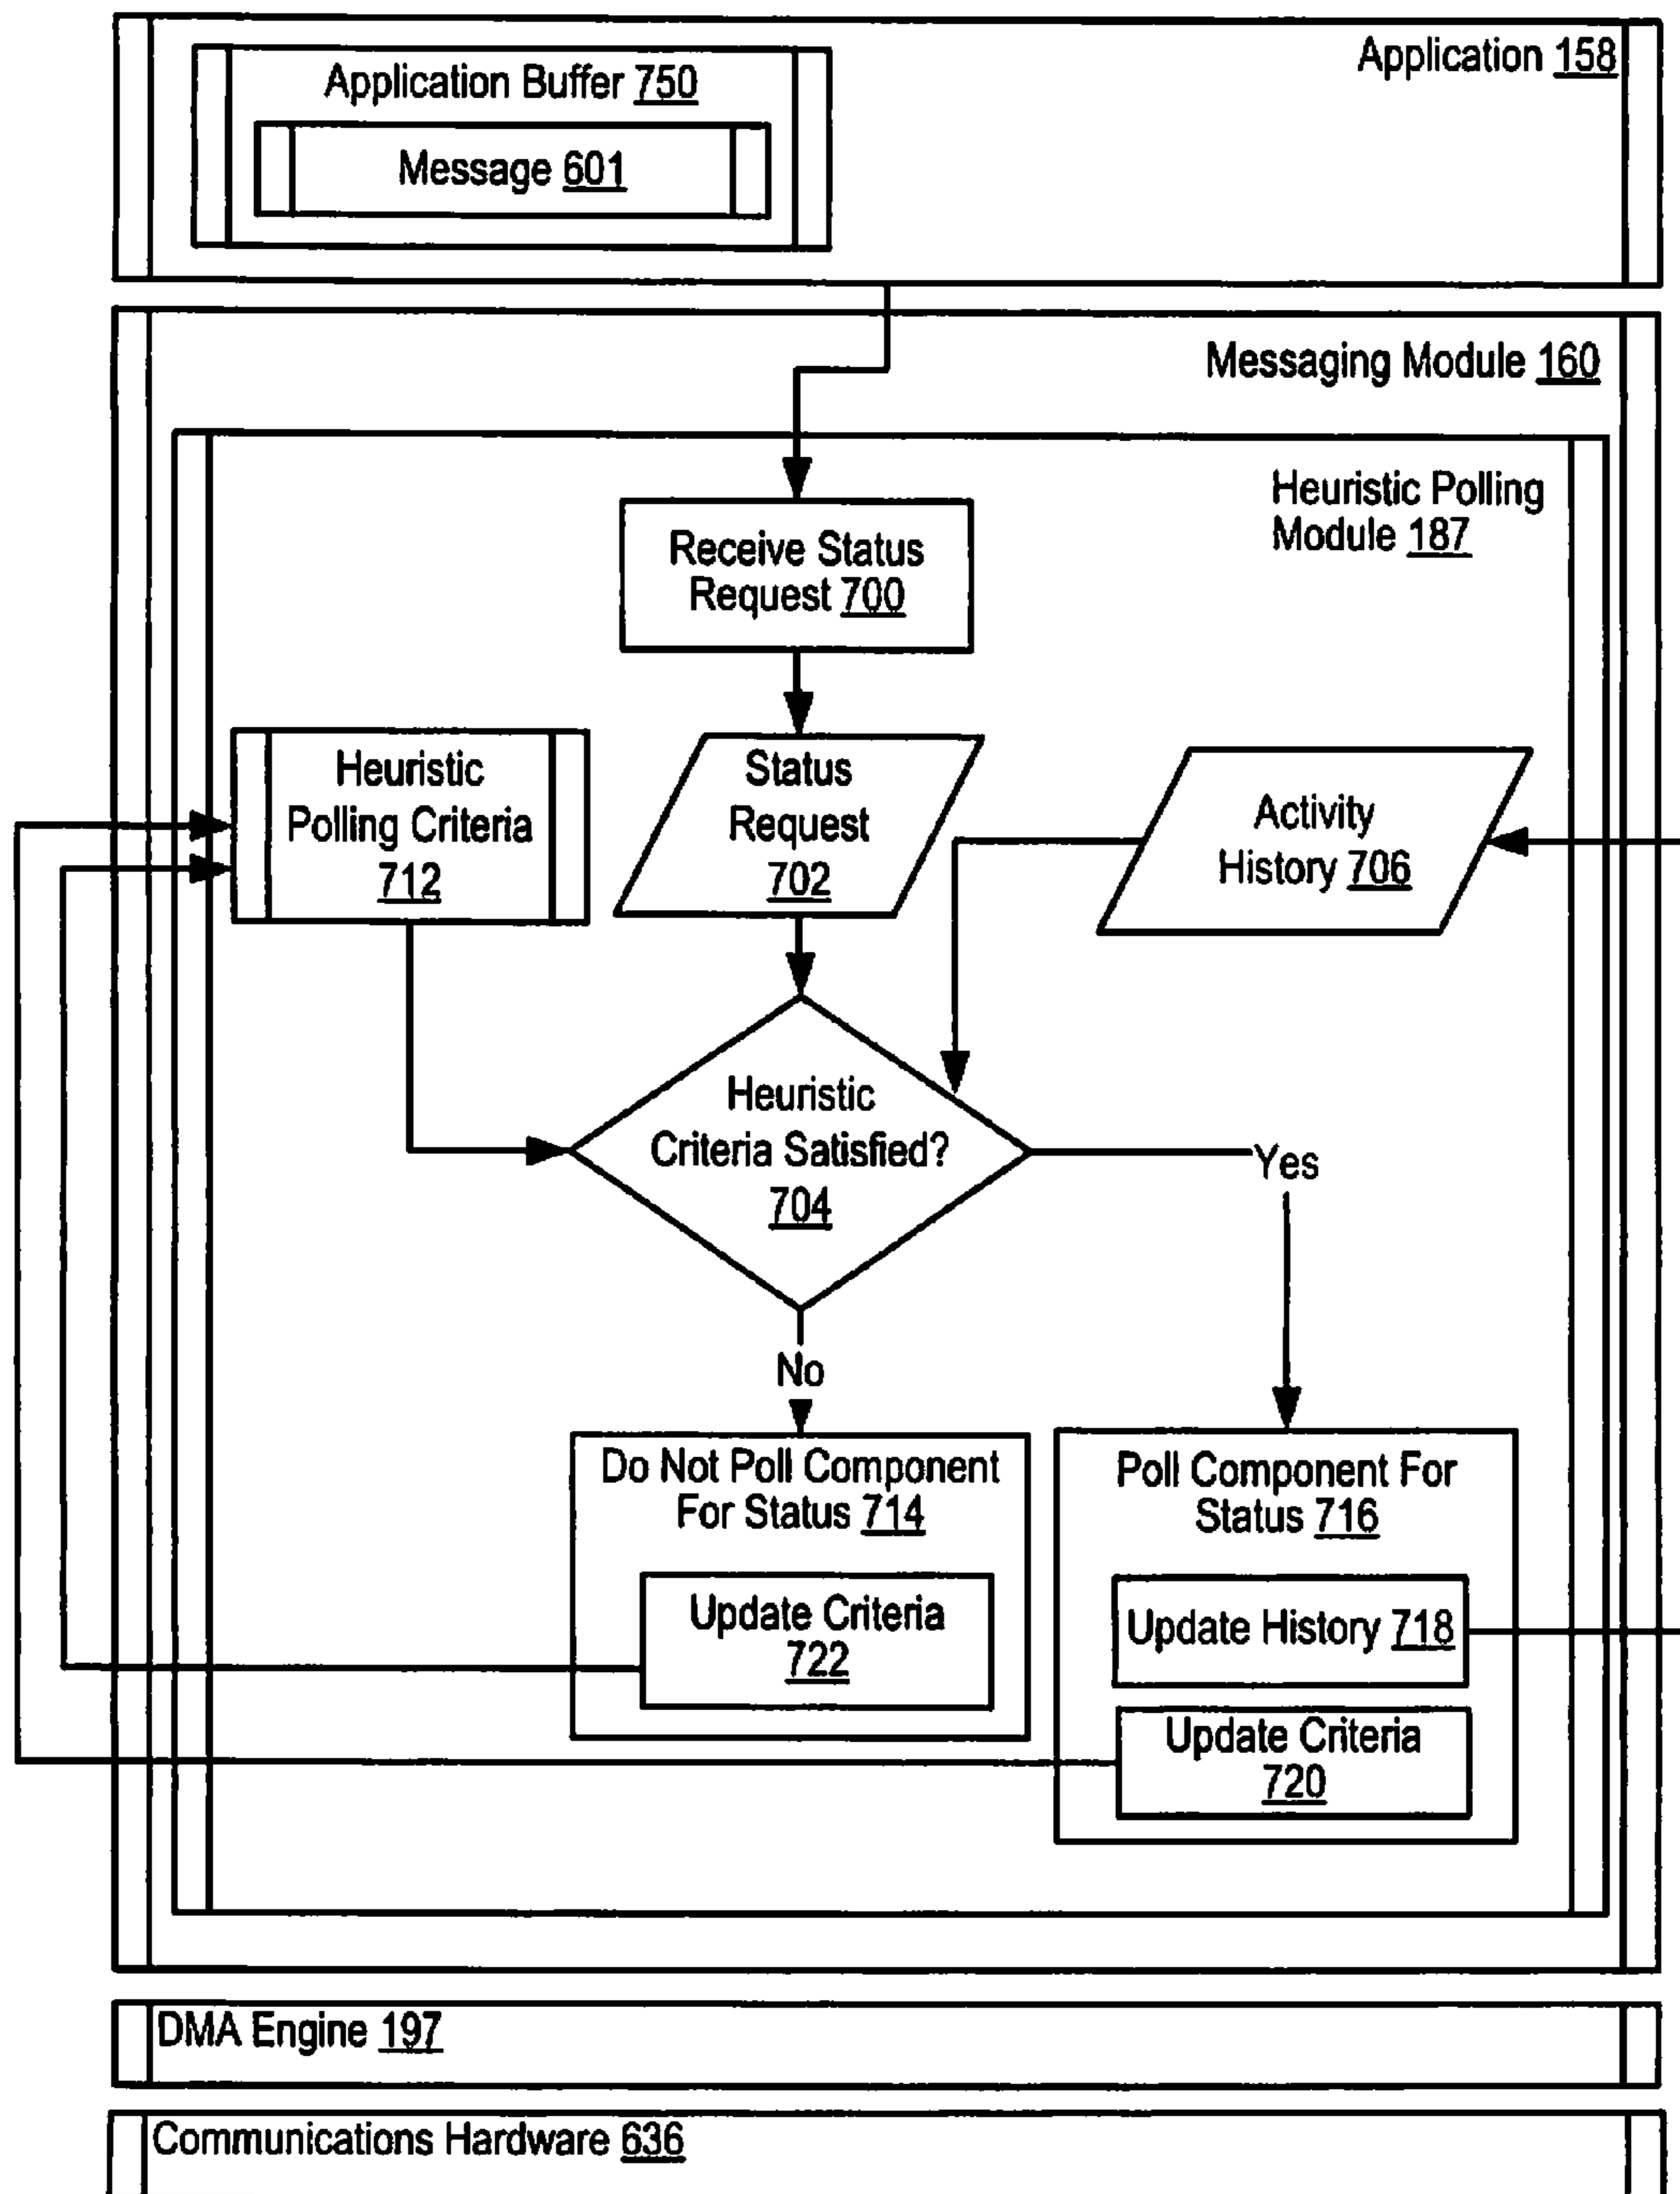 Application 158
Application Buffer 750
Message 601
Messaging Module 160
Heuristic Polling
Module 187
Receive Status
Request 700
Heuristic
Polling Criteria
712
Status
Request
702
Activity
History 706
Heuristic
Criteria Satisfied?
704
Yes
No
Do Not Poll Component
For Status 714
Update Criteria
722
Poll Component For
Status 716
Update History 718
Update Criteria
720
DMA Engine 197
Communications Hardware 636